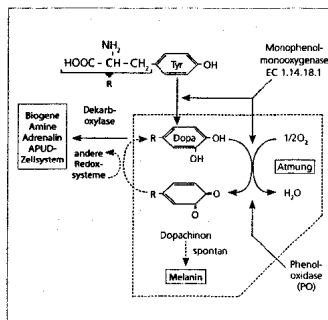 NH₂
HOOC-CH-CH₂ Tyr OH
R
Monophenol-
monooxygenase
EC 1.14.18.1
Biogene
Amine
Adrenalin
APUD-
Zellsystem
Dekarb-
oxylase
andere
Redox-
systeme
R Dopa OH
OH
1/2O₂
Atmung
H₂O
R O
O
Dopachinon
spontan
Melanin
Phenol-
oxidase
(PO)